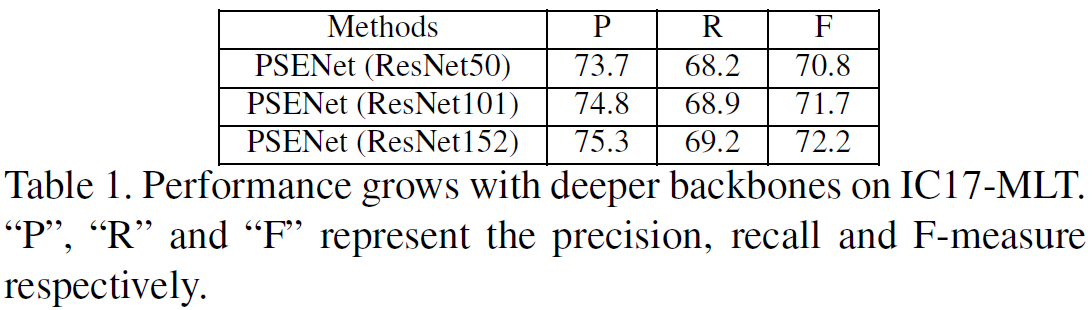 Methods P R F
PSENet (ResNet50) 73.7 68.2 70.8
PSENet (ResNet101) 74.8 68.9 71.7
PSENet (ResNet152) 75.3 69.2 72.2
Table 1. Performance grows with deeper backbones on IC17-MLT.
“P”, “R” and “F” represent the precision, recall and F-measure
respectively.